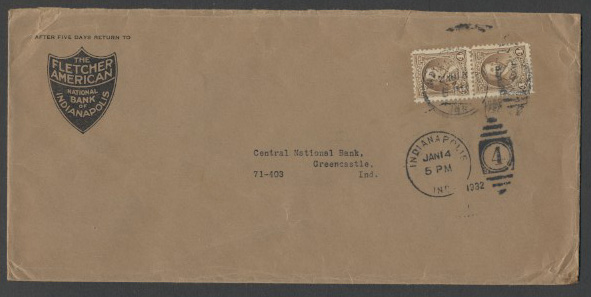 AFTER FIVE DAYS RETURN TO
THE
FLETCHER
AMERICAN
NATIONAL
BANK
OF
INDIANAPOLIS
Central National Bank,
Greencastle,
71-403 Ind.
INDIANAPOLIS
JAN 14
5 PM
IND. 1932
4